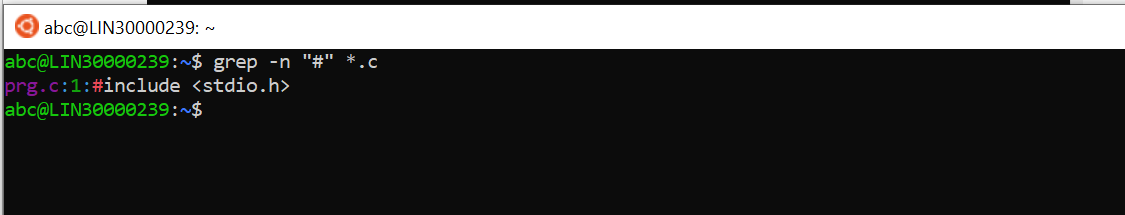 abc@LIN30000239: ~
abc@LIN30000239:~$ grep -n "#" *.c
prg.c:1:#include <stdio.h>
abc@LIN30000239:~$